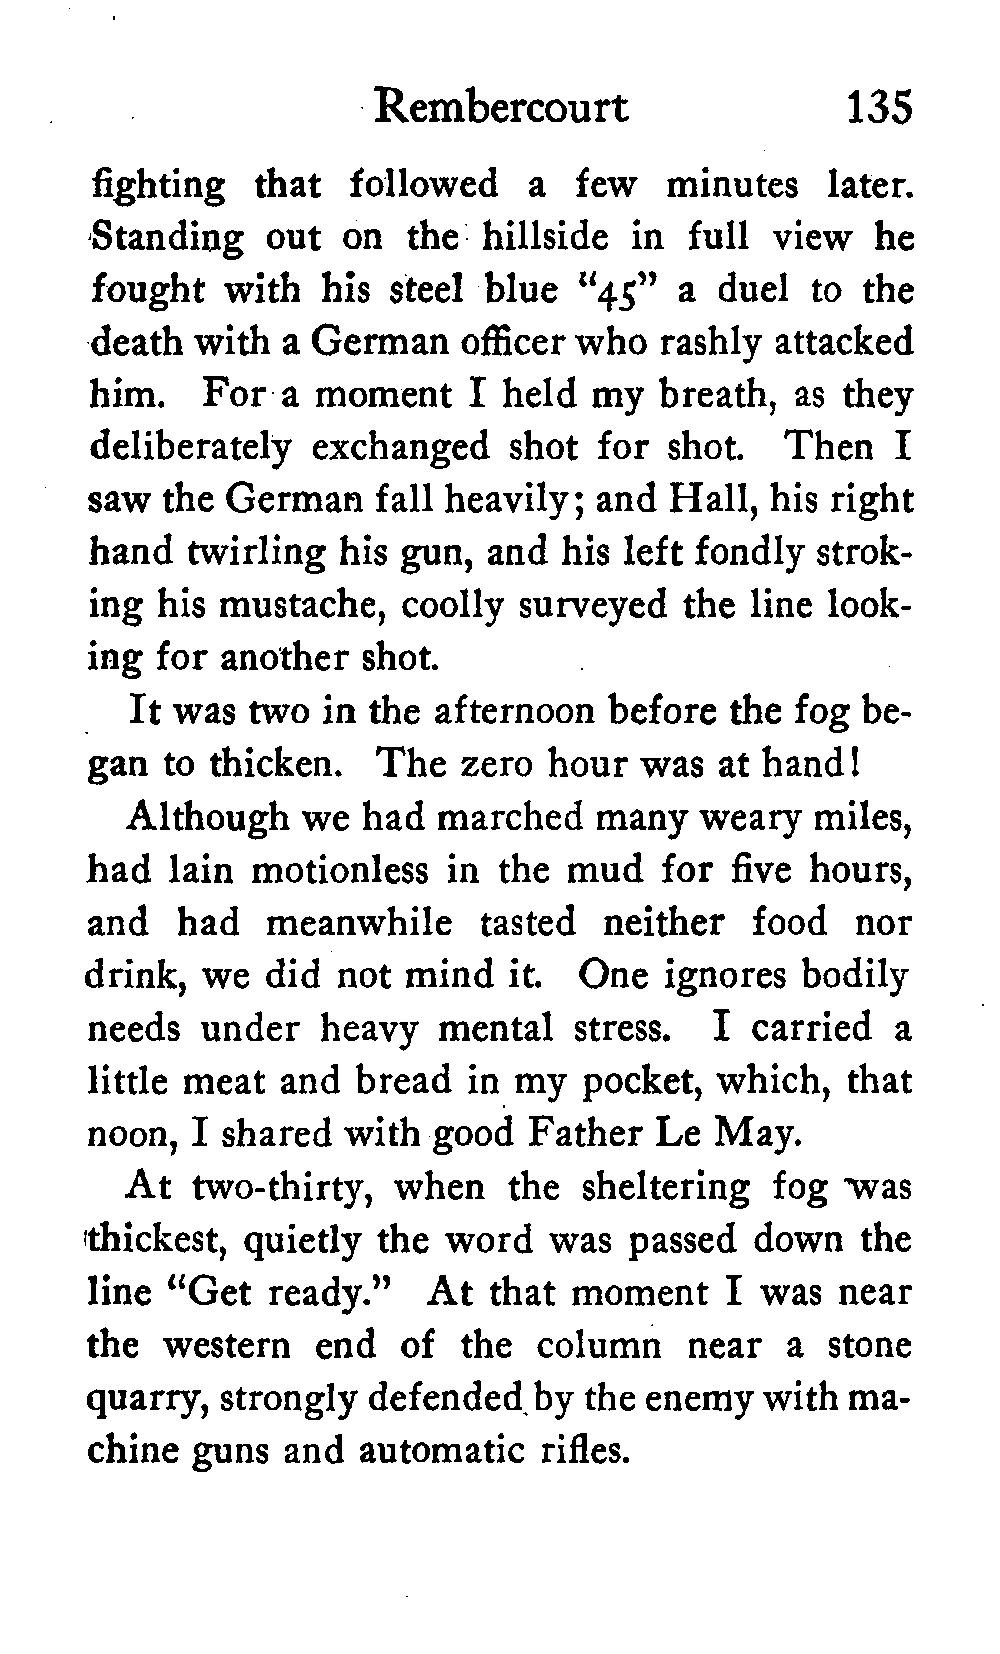 Rembercourt 135
fighting that followed a few minutes later.
Standing out on the hillside in full view he
fought with his steel blue “45” a duel to the
death with a German officer who rashly attacked
him. For a moment I held my breath, as they
deliberately exchanged shot for shot. Then I
saw the German fall heavily; and Hall, his right
hand twirling his gun, and his left fondly strok-
ing his mustache, coolly surveyed the line look-
ing for another shot.
It was two in the afternoon before the fog be-
gan to thicken. The zero hour was at hand!
Although we had marched many weary miles,
had lain motionless in the mud for five hours,
and had meanwhile tasted neither food nor
drink, we did not mind it. One ignores bodily
needs under heavy mental stress. I carried a
little meat and bread in my pocket, which, that
noon, I shared with good Father Le May.
At two-thirty, when the sheltering fog was
thickest, quietly the word was passed down the
line “Get ready.” At that moment I was near
the western end of the column near a stone
quarry, strongly defended by the enemy with ma-
chine guns and automatic rifles.